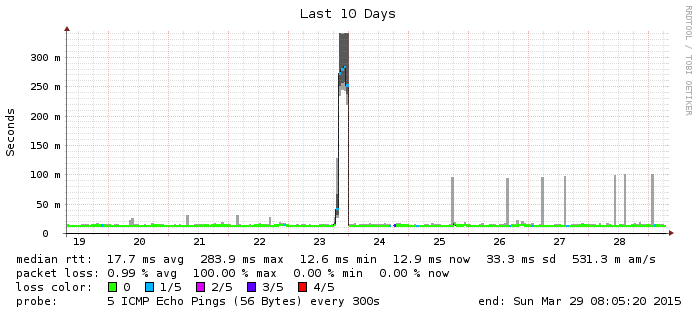 Last 10 Days
RRDTOOL / TOBI OETIKER
Seconds
300 m
250 m
200 m
150 m
100 m
50 m
0
19 20 21 22 23 24 25 26 27 28
median rtt: 17.7 ms avg 283.9 ms max 12.6 ms min 12.9 ms now 33.3 ms sd 531.3 m am/s
packet loss: 0.99 % avg 100.00 % max 0.00 % min 0.00 % now
loss color: 0 1/5 2/5 3/5 4/5
probe: 5 ICMP Echo Pings (56 Bytes) every 300s end: Sun Mar 29 08:05:20 2015